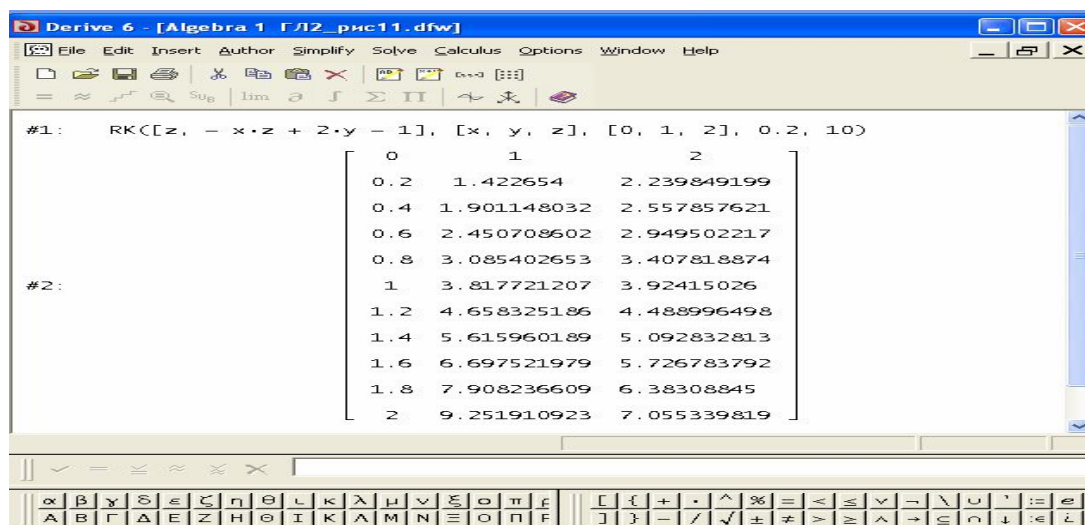 Derive 6 - [Algebra 1 ГЛ2_рис11.dfw]
File Edit Insert Author Simplify Solve Calculus Options Window Help
= ≈ Sub lim ∂ ∫ Σ Π
#1: RK([z, - x·z + 2·y - 1], [x, y, z], [0, 1, 2], 0.2, 10)
0 1 2
0.2 1.422654 2.239849199
0.4 1.901148032 2.557857621
0.6 2.450708602 2.949502217
0.8 3.085402653 3.407818874
#2: 1 3.817721207 3.92415026
1.2 4.658325186 4.488996498
1.4 5.615960189 5.092832813
1.6 6.697521979 5.726783792
1.8 7.908236609 6.38308845
2 9.251910923 7.055339819
α β γ δ ε ζ η θ ι κ λ μ ν ξ ο π [ { + · ^ % = < ≤ ∨ ¬ \ ∪ ' := e
Α Β Γ Δ Ε Ζ Η Θ Ι Κ Λ Μ Ν Ξ Ο Π ] } - / √ ± ≠ > ≥ ∧ → ⊆ ∩ ↓ :∈ i